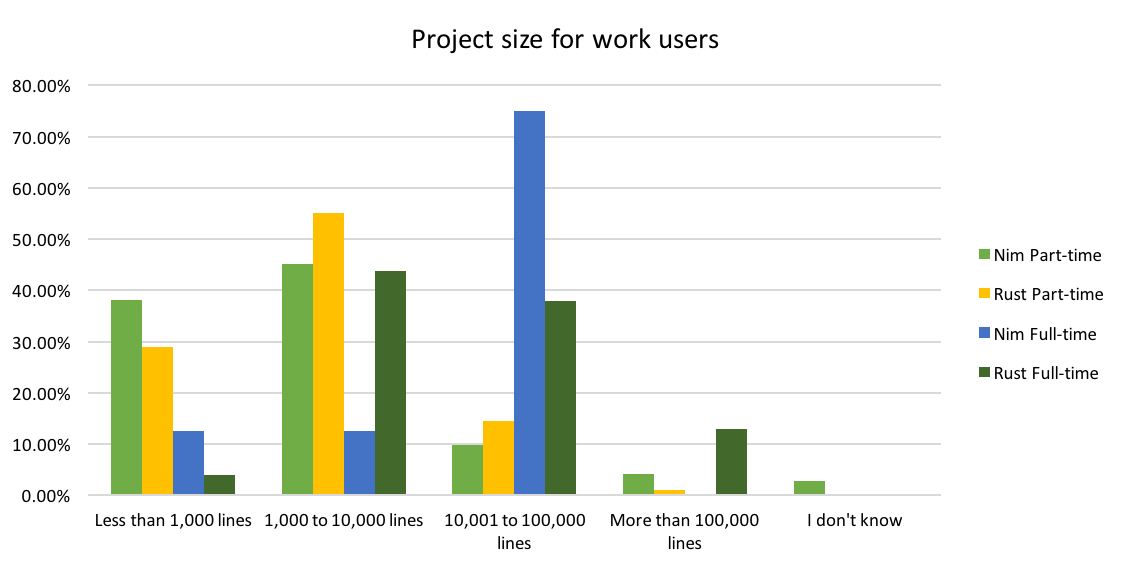 Project size for work users
80.00%
70.00%
60.00%
50.00%
40.00%
30.00%
20.00%
10.00%
0.00%
Less than 1,000 lines
1,000 to 10,000 lines
10,001 to 100,000
lines
More than 100,000
lines
I don't know
Nim Part-time
Rust Part-time
Nim Full-time
Rust Full-time